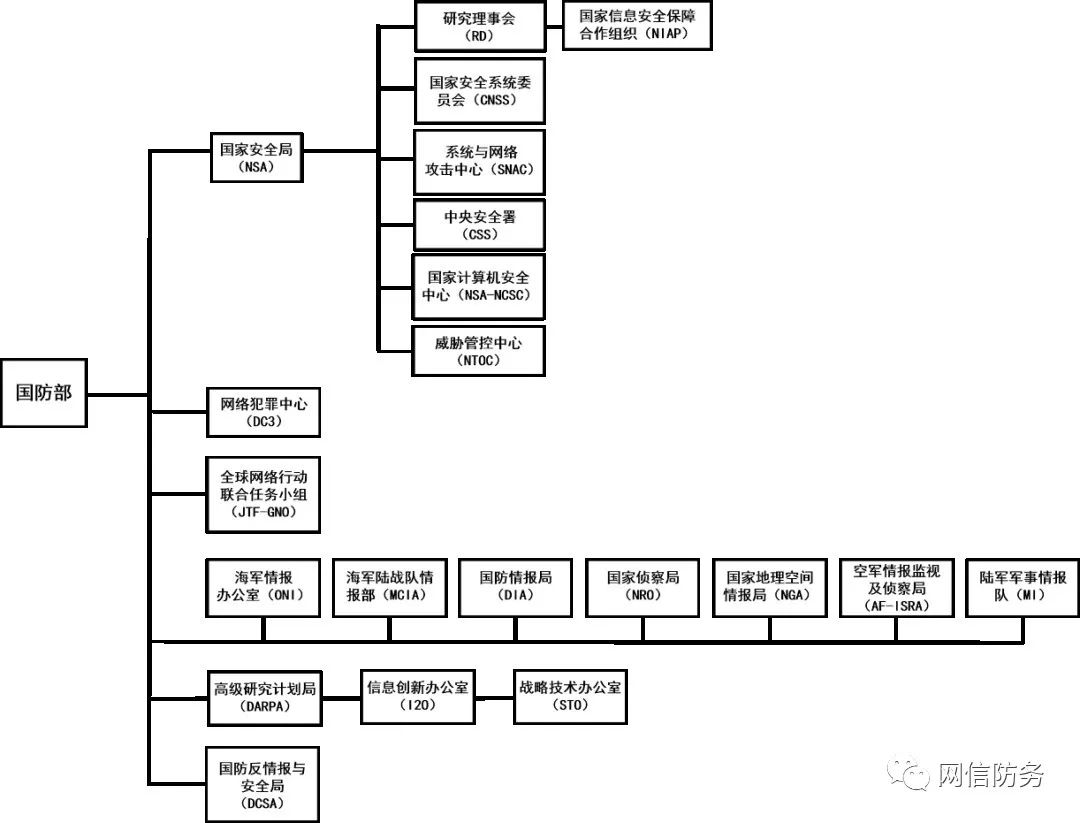 研究理事会
(RD)
国家信息安全保障
合作组织(NIAP)
国家安全系统委
员会(CNSS)
国家安全局
(NSA)
系统与网络
攻击中心(SNAC)
中央安全署
(CSS)
国家计算机安全
中心(NSA-NCSC)
威胁管控中心
(NTOC)
国防部
网络犯罪中心
(DC3)
全球网络行动
联合任务小组
(JTF-GNO)
海军情报
办公室(ONI)
海军陆战队情
报部(MCIA)
国防情报局
(DIA)
国家侦察局
(NRO)
国家地理空间
情报局(NGA)
空军情报监视
及侦察局
(AF-ISRA)
陆军军事情报
队(MI)
高级研究计划局
(DARPA)
信息创新办公室
(I2O)
战略技术办公室
(STO)
国防反情报与
安全局
(DCSA)
网信防务